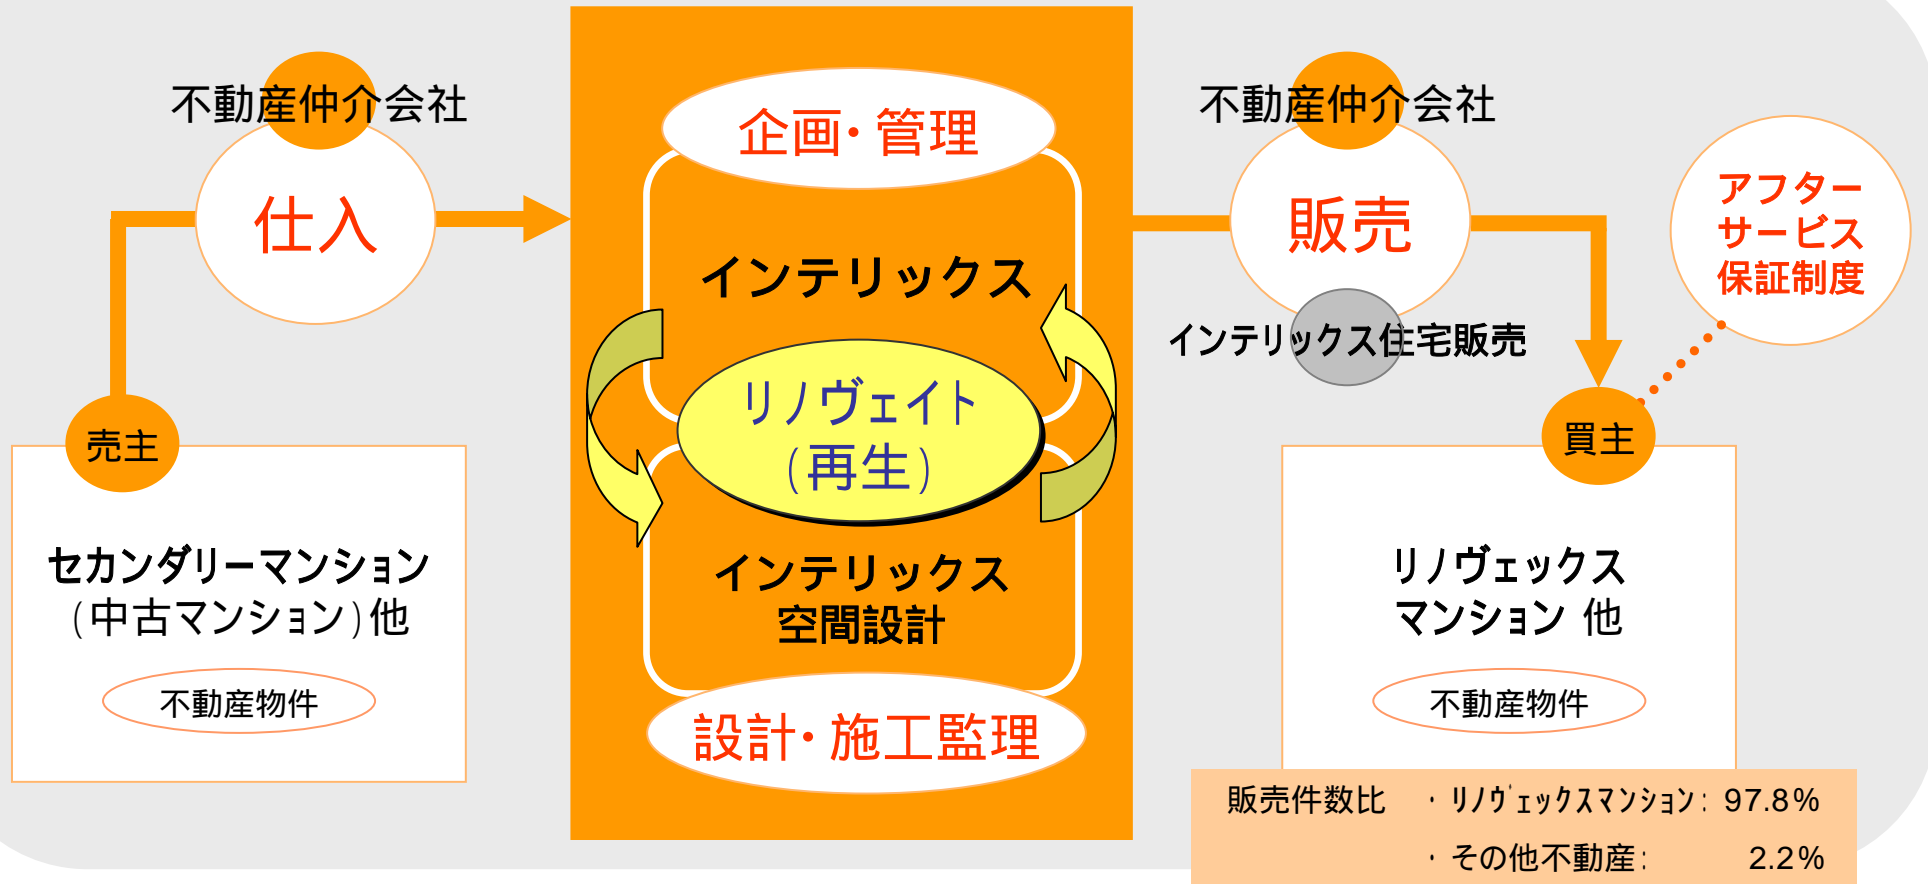 不動産仲介会社
仕入
売主
セカンダリーマンション
(中古マンション)他
不動産物件
企画・管理
インテリックス
リノヴェイト
(再生)
インテリックス
空間設計
設計・施工監理
不動産仲介会社
販売
インテリックス住宅販売
アフター
サービス
保証制度
買主
リノヴェックス
マンション 他
不動産物件
販売件数比 ・リノヴェックスマンション: 97.8%
・その他不動産: 2.2%